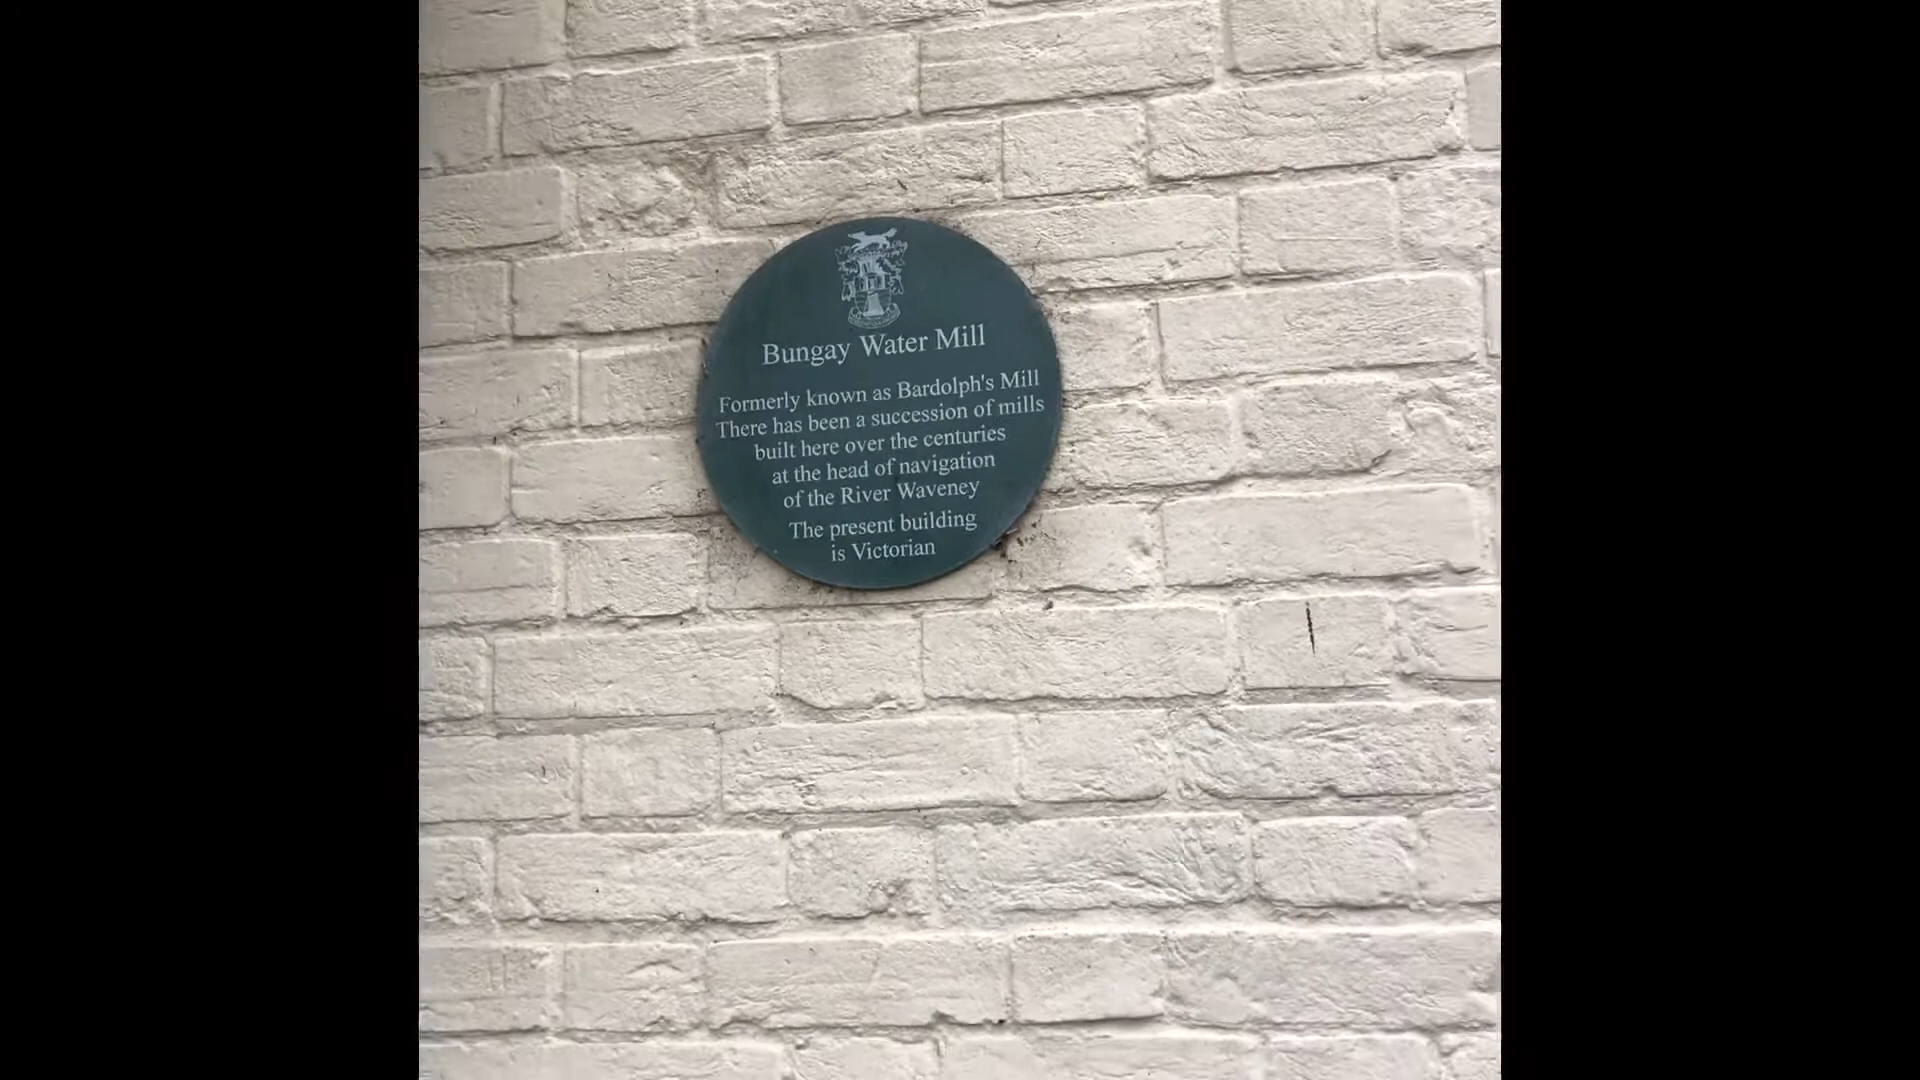 Bungay Water Mill
Formerly known as Bardolph's Mill
There has been a succession of mills
built here over the centuries
at the head of navigation
of the River Waveney
The present building
is Victorian